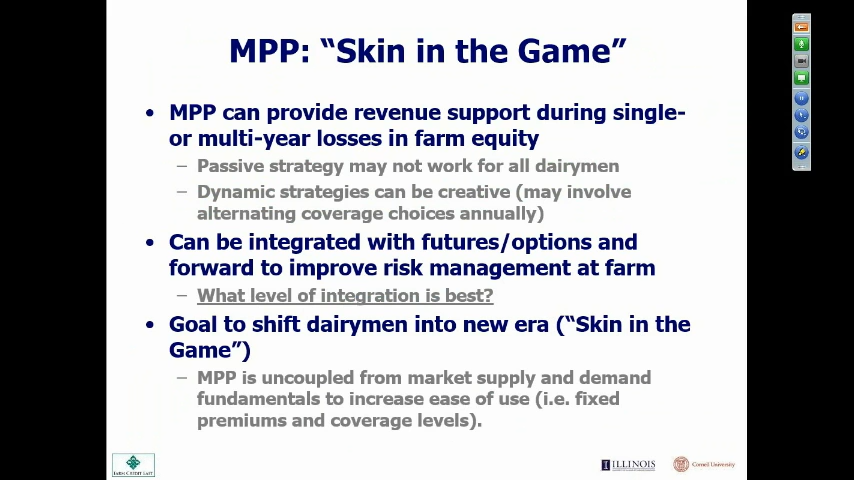 MPP: “Skin in the Game”
• MPP can provide revenue support during single-
or multi-year losses in farm equity
– Passive strategy may not work for all dairymen
– Dynamic strategies can be creative (may involve
alternating coverage choices annually)
• Can be integrated with futures/options and
forward to improve risk management at farm
– What level of integration is best?
• Goal to shift dairymen into new era (“Skin in the
Game”)
– MPP is uncoupled from market supply and demand
fundamentals to increase ease of use (i.e. fixed
premiums and coverage levels).
FARM CREDIT EAST
ILLINOIS
Cornell University